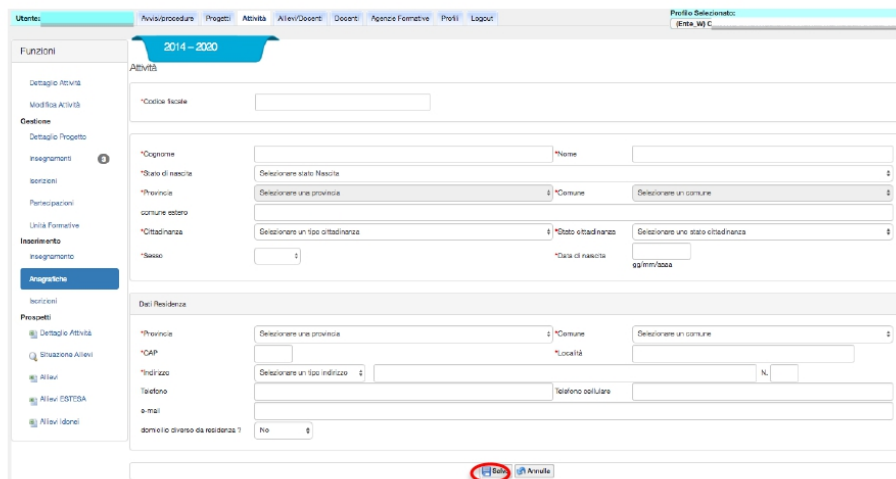 Utente:
Avvisi/procedure Progetti Attività Allievi/Docenti Docenti Agenzie Formative Profili Logout
Profilo Selezionato:
(Ente_W) C
Funzioni
2014 – 2020
Attività
Dettaglio Attività
Modifica Attività
Gestione
Dettaglio Progetto
Insegnamenti 3
Iscrizioni
Partecipazioni
Unità Formative
Inserimento
Insegnamento
Anagrafiche
Iscrizioni
Prospetti
Dettaglio Attività
Situazione Allievi
Allievi
Allievi ESTESA
Allievi Idonei
*Codice fiscale
*Cognome *Nome
*Stato di nascita Selezionare stato Nascita
*Provincia Selezionare una provincia *Comune Selezionare un comune
comune estero
*Cittadinanza Selezionare un tipo cittadinanza *Stato cittadinanza Selezionare uno stato cittadinanza
*Sesso *Data di nascita
gg/mm/aaaa
Dati Residenza
*Provincia Selezionare una provincia *Comune Selezionare un comune
*CAP *Località
*Indirizzo Selezionare un tipo indirizzo N.
Telefono Telefono cellulare
e-mail
domicilio diverso da residenza ? No
Salva Annulla